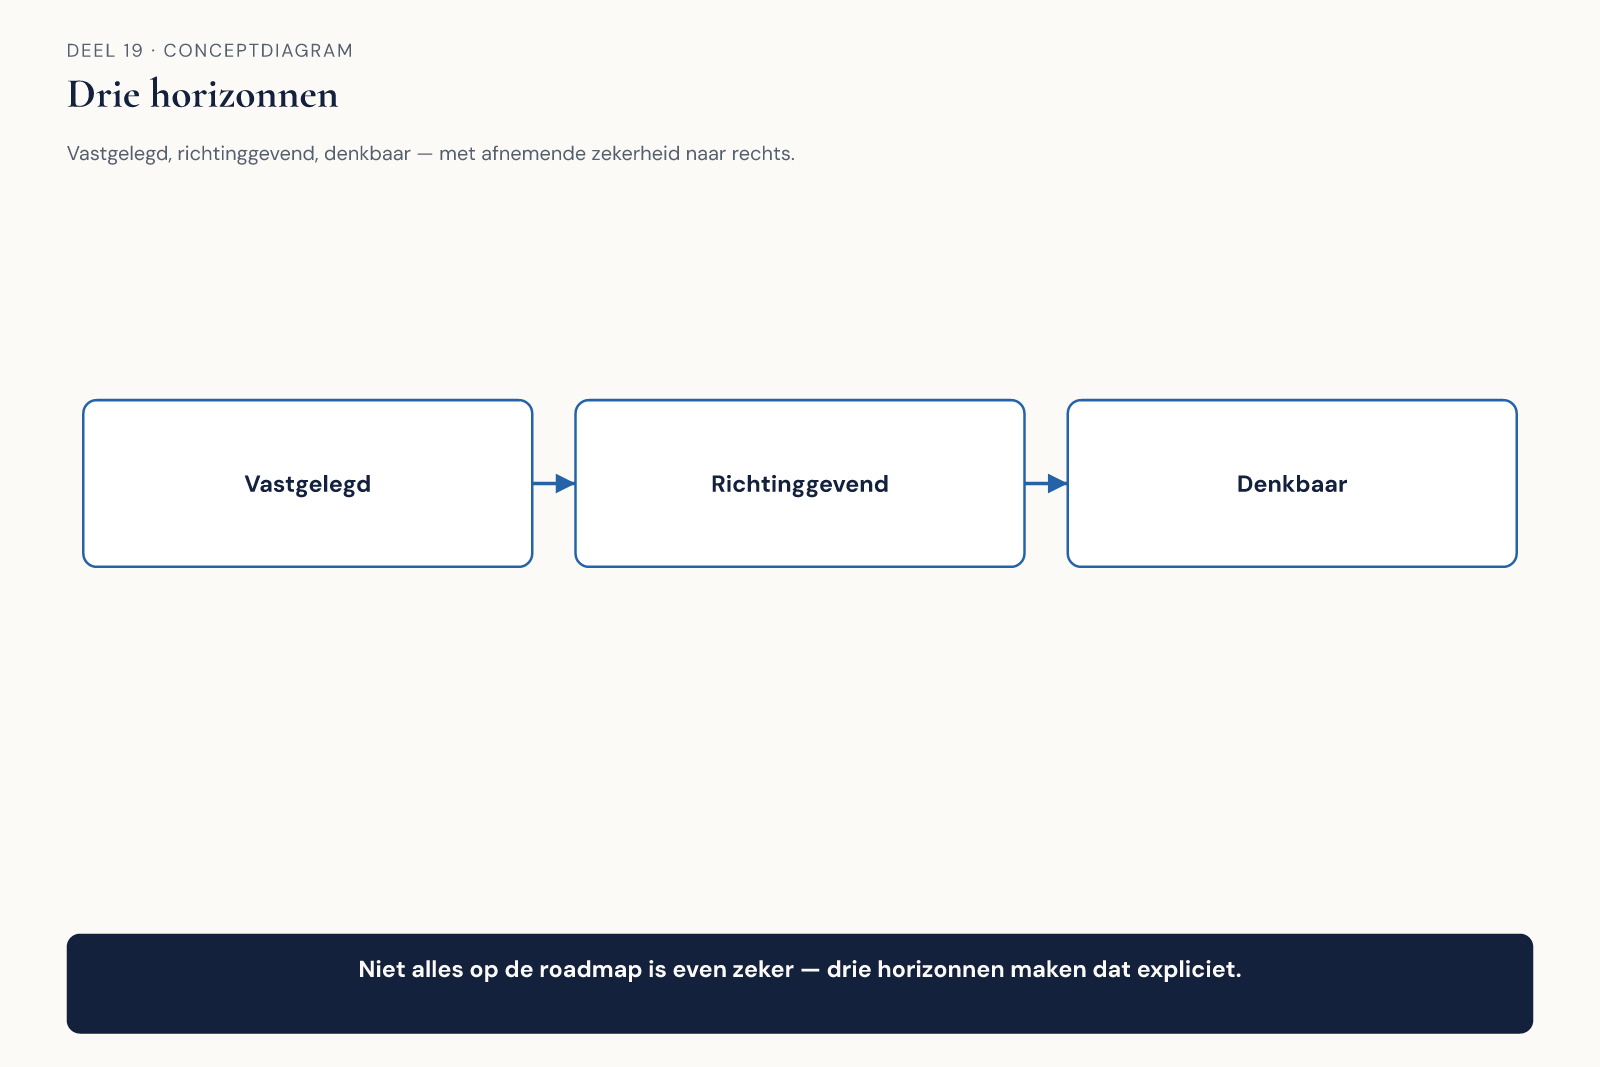 DEEL 19 · CONCEPTDIAGRAM
Drie horizonnen
Vastgelegd, richtinggevend, denkbaar — met afnemende zekerheid naar rechts.
Vastgelegd
Richtinggevend
Denkbaar
Niet alles op de roadmap is even zeker — drie horizonnen maken dat expliciet.